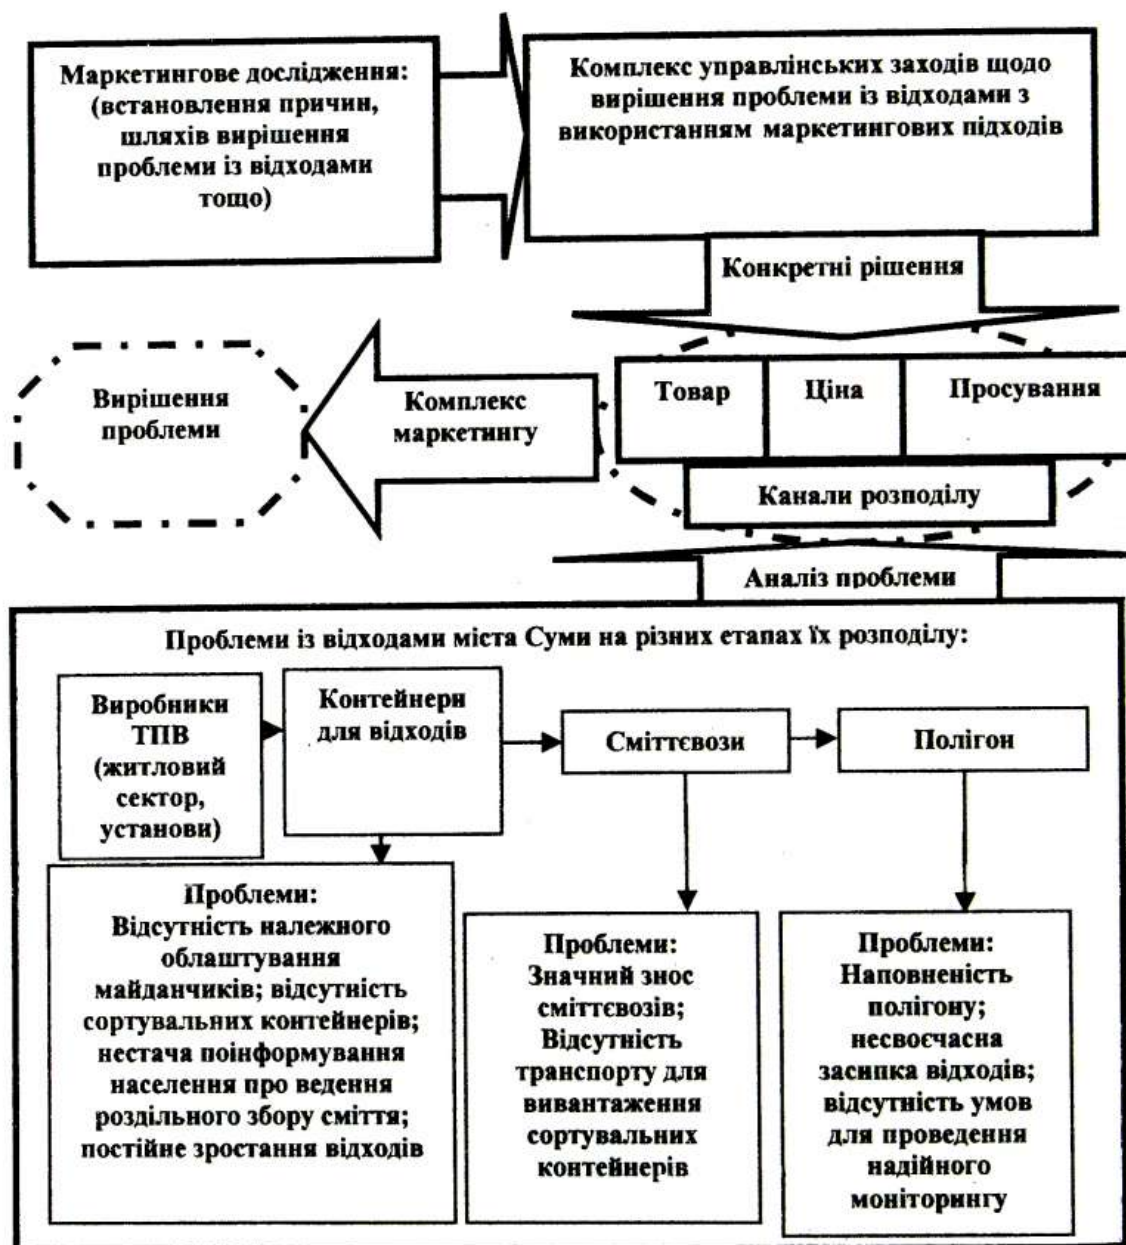 Маркетингове дослідження:
(встановлення причин,
шляхів вирішення
проблеми із відходами
тощо)
Комплекс управлінських заходів щодо
вирішення проблеми із відходами з
використанням маркетингових підходів
Конкретні рішення
Вирішення
проблеми
Комплекс
маркетингу
Товар
Ціна
Просування
Канали розподілу
Аналіз проблеми
Проблеми із відходами міста Суми на різних етапах їх розподілу:
Виробники
ТПВ
(житловий
сектор,
установи)
Контейнери
для відходів
Сміттєвози
Полігон
Проблеми:
Відсутність належного
облаштування
майданчиків; відсутність
сортувальних контейнерів;
нестача поінформування
населення про ведення
роздільного збору сміття;
постійне зростання відходів
Проблеми:
Значний знос
сміттєвозів;
Відсутність
транспорту для
вивантаження
сортувальних
контейнерів
Проблеми:
Наповненість
полігону;
несвоєчасна
засипка відходів;
відсутність умов
для проведення
надійного
моніторингу